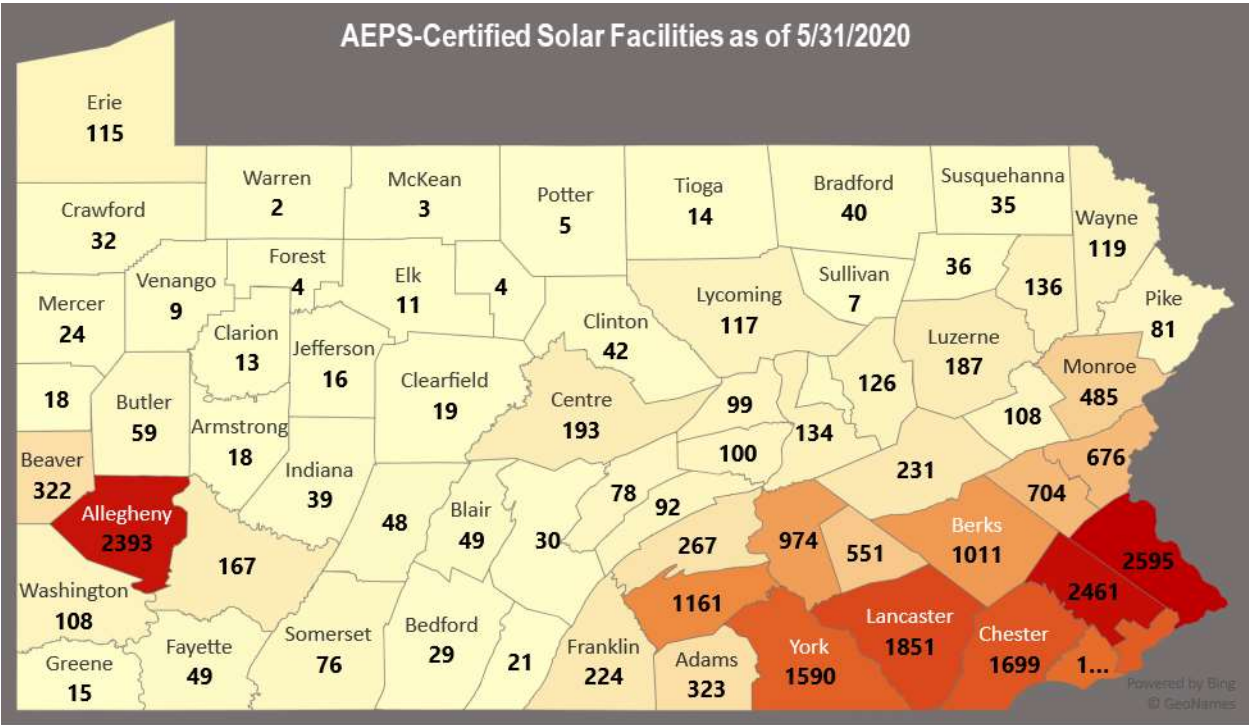 AEPS-Certified Solar Facilities as of 5/31/2020
Erie
115
Warren
2
McKean
3
Potter
5
Tioga
14
Bradford
40
Susquehanna
35
Wayne
119
Crawford
32
Venango
9
Forest
4
Elk
11
4
Sullivan
7
36
136
Pike
81
Mercer
24
Clarion
13
Jefferson
16
Clearfield
19
Clinton
42
Lycoming
117
Luzerne
187
Monroe
485
18
Butler
59
Armstrong
18
Centre
193
99
126
108
134
100
Beaver
322
Indiana
39
48
Blair
49
30
78
92
231
704
676
Allegheny
2393
167
267
974
551
Berks
1011
2461
2595
Washington
108
Greene
15
Fayette
49
Somerset
76
Bedford
29
21
Franklin
224
1161
Adams
323
York
1590
Lancaster
1851
Chester
1699
1...
Powered by Bing
© GeoNames